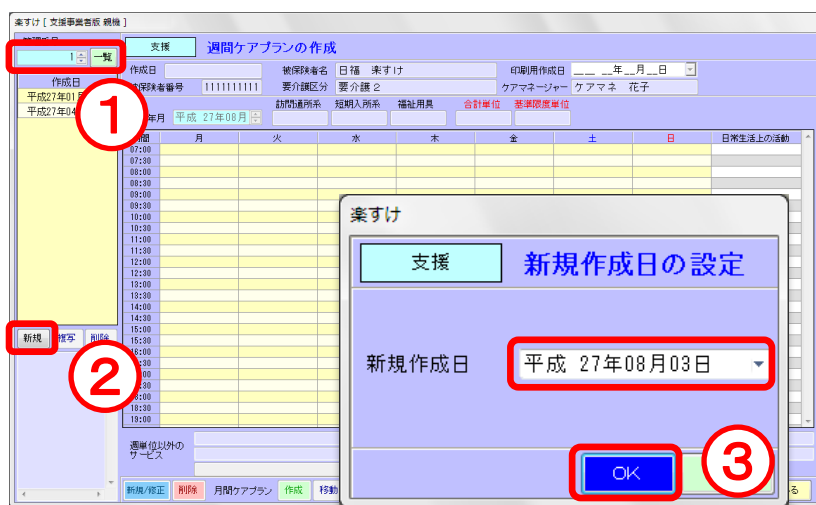 楽すけ [ 支援事業者版 親機 ]
1 一覧
作成日
平成27年01
平成27年04
①
新規 複写 削除
②
支援 週間ケアプランの作成
作成日 被保険者名 日福 楽すけ 印刷用作成日 __ __年__月__日
被保険者番号 1111111111 要介護区分 要介護2 ケアマネージャー ケアマネ 花子
訪問通所系 短期入所系 福祉用具 合計単位 基準限度単位
年月 平成 27年08月
時間 月 火 水 木 金 土 日 日常生活上の活動
07:00
07:30
08:00
08:30
09:00
09:30
10:00
10:30
11:00
11:30
12:00
12:30
13:00
13:30
14:00
14:30
15:00
15:30
16:00
:30
:00
:30
18:00
18:30
19:00
週単位以外の
サービス
新規/修正 削除 月間ケアプラン 作成 移動 る
楽すけ
支援 新規作成日の設定
新規作成日 平成 27年08月03日
OK
③